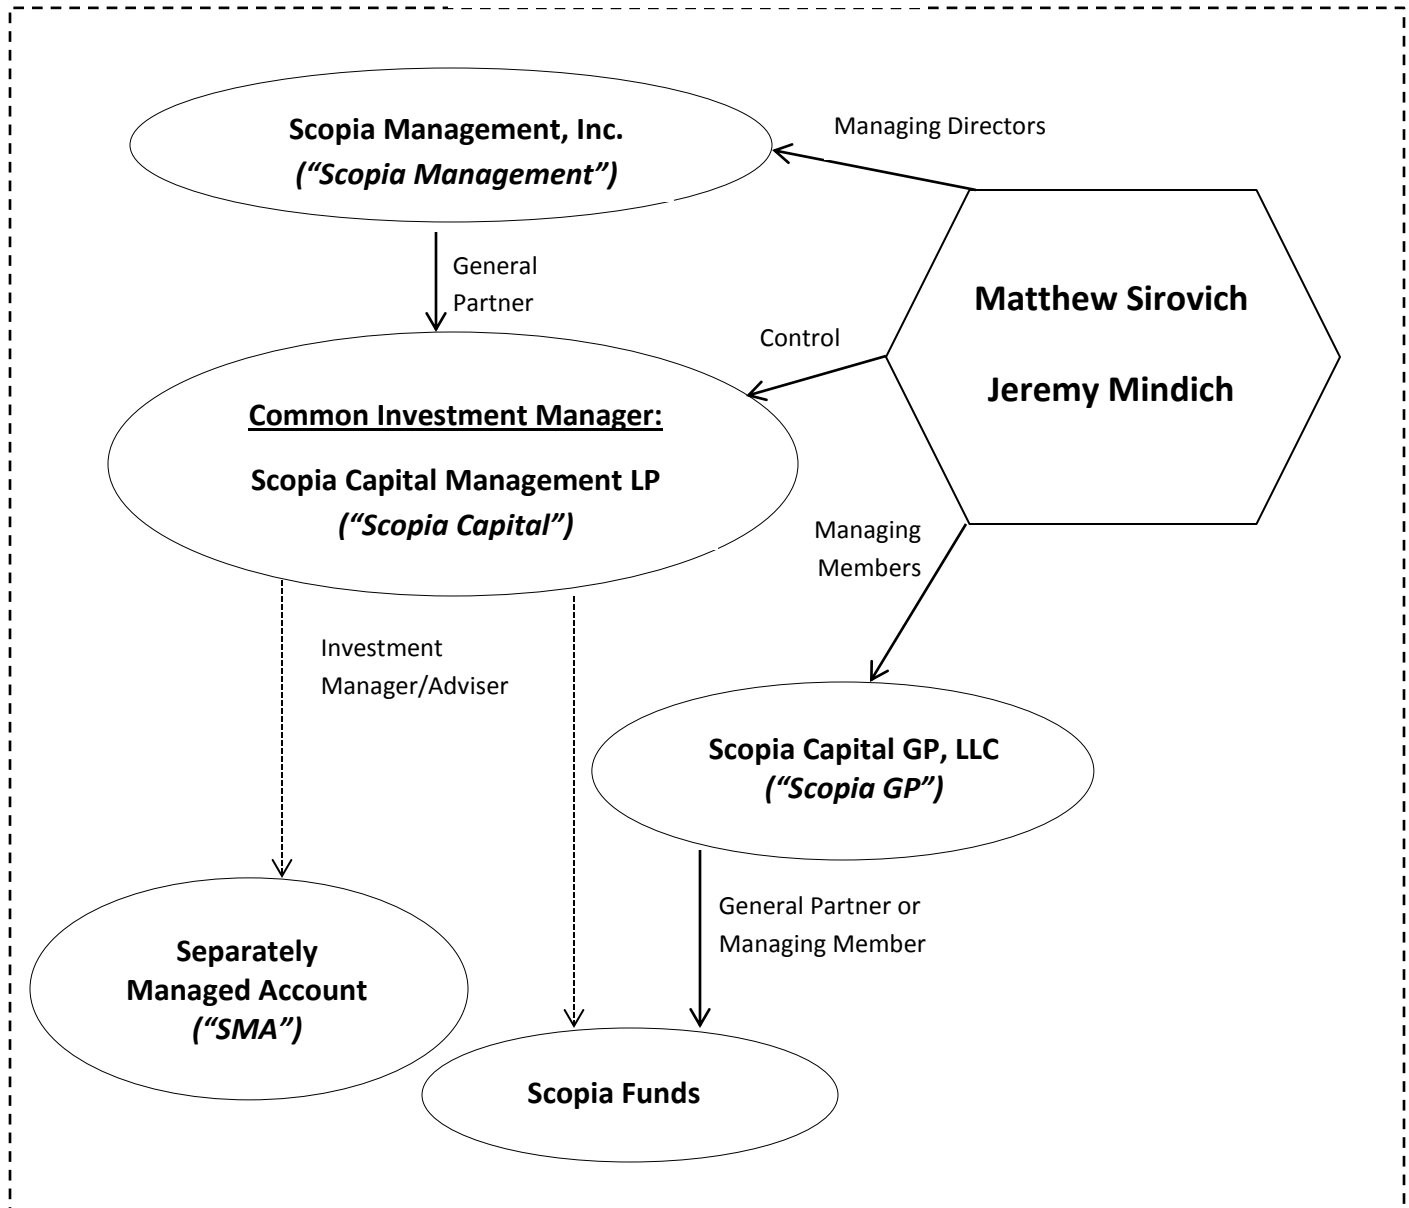 Scopia Management, Inc.
(“Scopia Management”)
Managing Directors
General
Partner
Matthew Sirovich
Jeremy Mindich
Control
Common Investment Manager:
Scopia Capital Management LP
(“Scopia Capital”)
Managing
Members
Investment
Manager/Adviser
Scopia Capital GP, LLC
(“Scopia GP”)
General Partner or
Managing Member
Separately
Managed Account
(“SMA”)
Scopia Funds